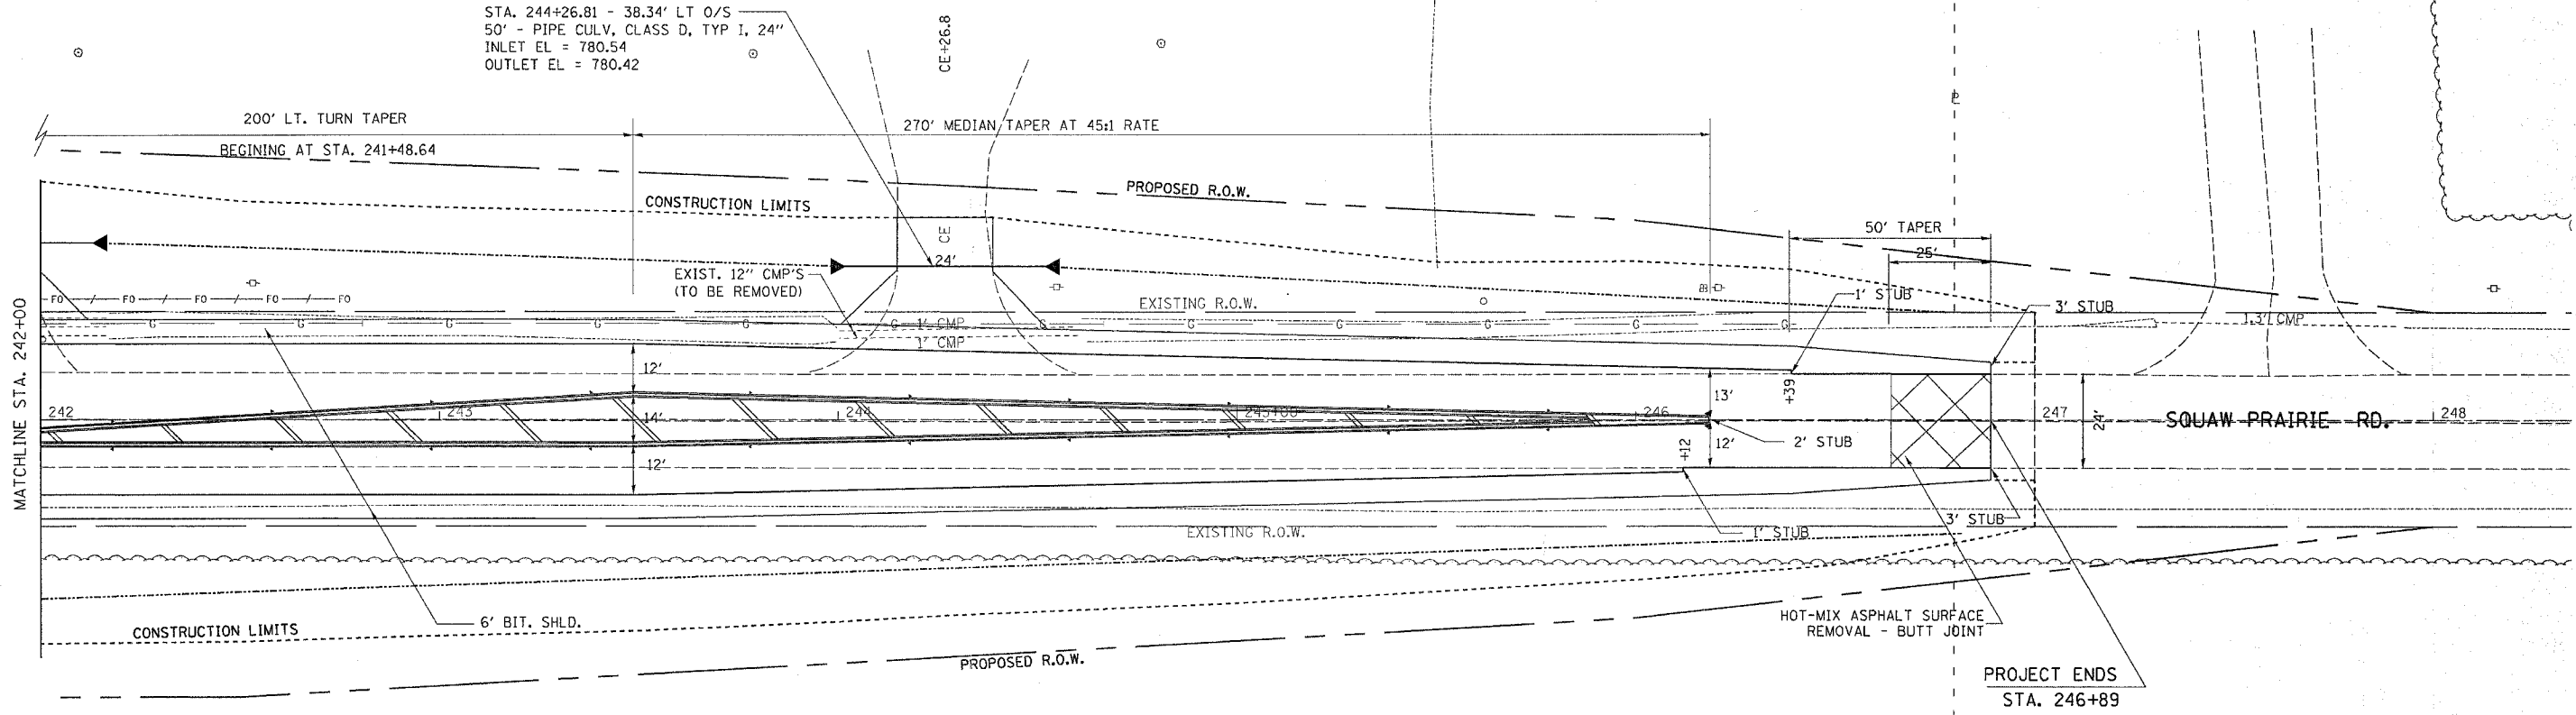 STA. 244+26.81 - 38.34' LT O/S
50' - PIPE CULV, CLASS D, TYP I, 24"
INLET EL = 780.54
OUTLET EL = 780.42
CE+26.8
200' LT. TURN TAPER
270' MEDIAN TAPER AT 45:1 RATE
BEGINING AT STA. 241+48.64
PROPOSED R.O.W.
CONSTRUCTION LIMITS
50' TAPER
25'
CE
24'
EXIST. 12" CMP'S
(TO BE REMOVED)
FO FO FO FO FO
EXISTING R.O.W.
1' STUB
3' STUB
G G G G G G G G G G G G
1' CMP
1' CMP
1.3' CMP
MATCHLINE STA. 242+00
12'
13'
+39
242
243
14'
244
245+00
246
247
24'
SQUAW PRAIRIE RD.
248
2' STUB
12'
+12
12'
EXISTING R.O.W.
1' STUB
3' STUB
6' BIT. SHLD.
CONSTRUCTION LIMITS
HOT-MIX ASPHALT SURFACE
REMOVAL - BUTT JOINT
PROPOSED R.O.W.
PROJECT ENDS
STA. 246+89